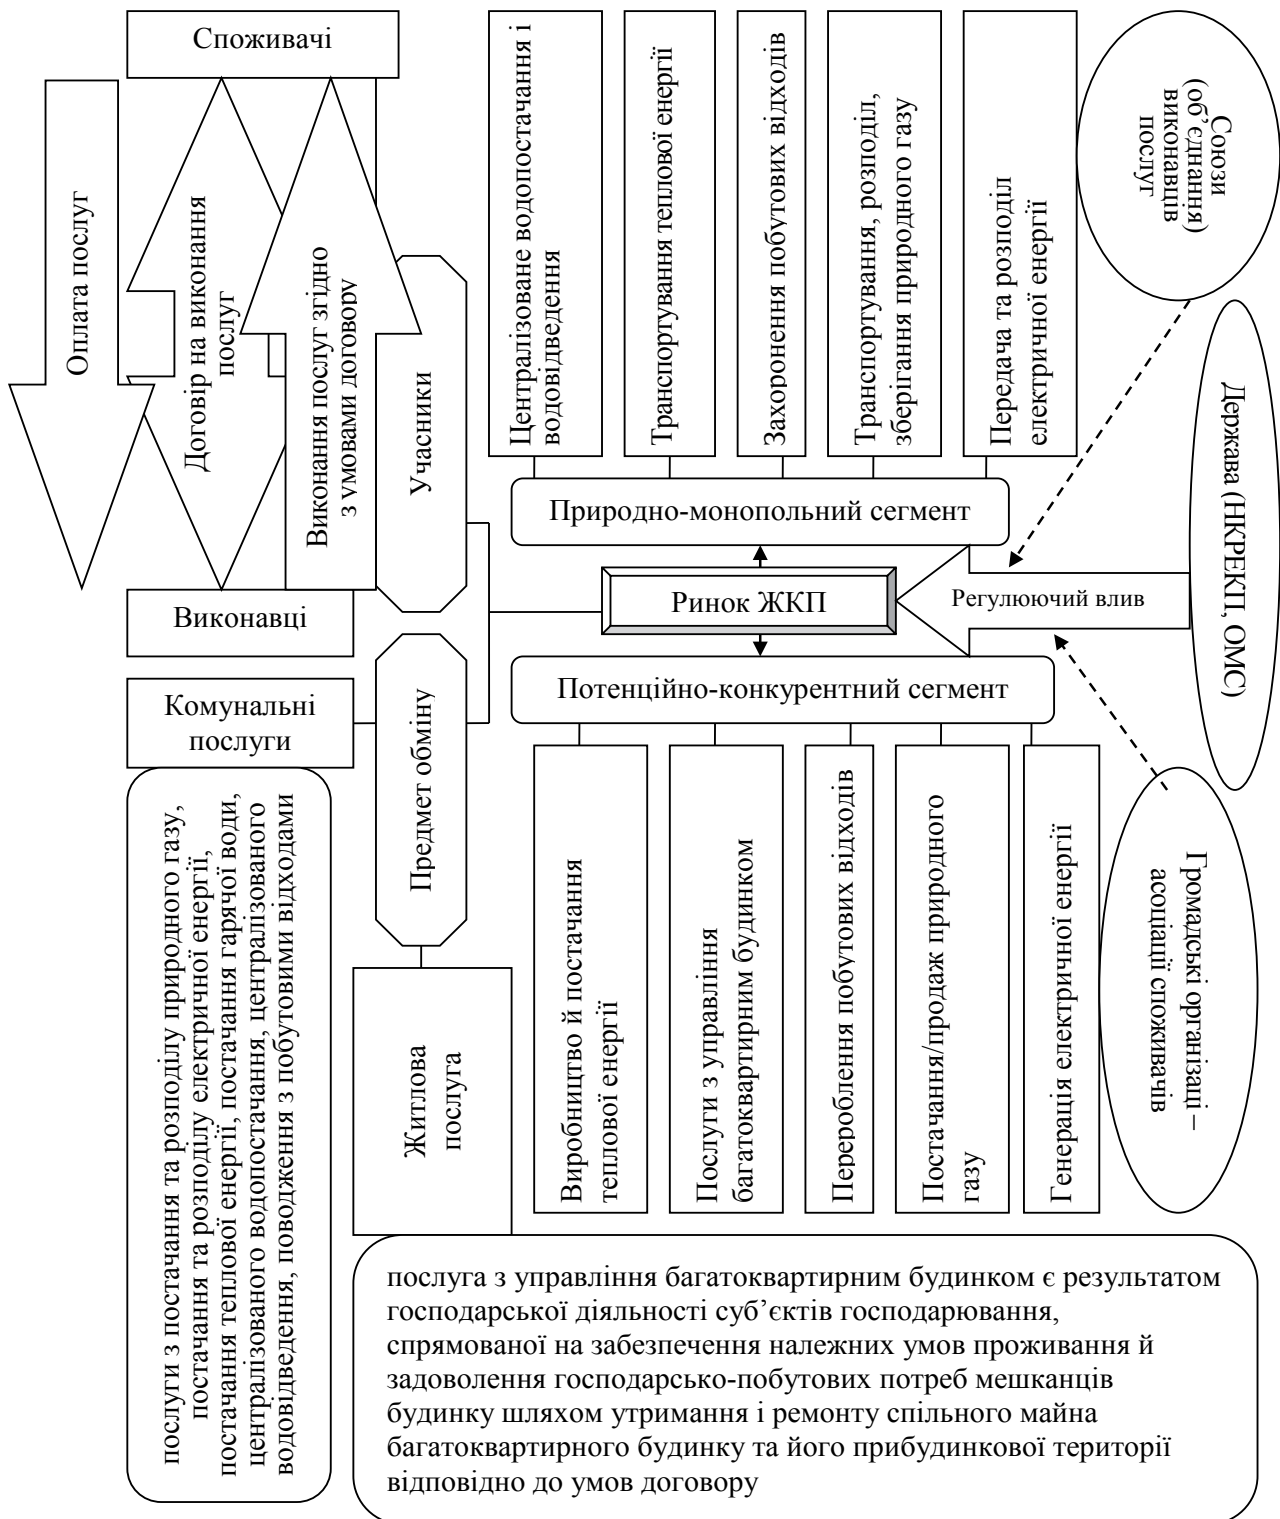 Споживачі
Оплата послуг
Договір на виконання
послуг
Виконання послуг згідно
з умовами договору
Виконавці
Учасники
Централізоване водопостачання і
водовідведення
Транспортування теплової енергії
Захоронення побутових відходів
Транспортування, розподіл,
зберігання природного газу
Передача та розподіл
електричної енергії
Союзи
(об’єднання)
виконавців
послуг
Природно-монопольний сегмент
Ринок ЖКП
Регулюючий влив
Держава (НКРЕКП, ОМС)
Потенційно-конкурентний сегмент
Комунальні
послуги
Предмет обміну
послуги з постачання та розподілу природного газу,
постачання та розподілу електричної енергії,
постачання теплової енергії, постачання гарячої води,
централізованого водопостачання, централізованого
водовідведення, поводження з побутовими відходами
Житлова
послуга
Виробництво й постачання
теплової енергії
Послуги з управління
багатоквартирним будинком
Перероблення побутових відходів
Постачання/продаж природного
газу
Генерація електричної енергії
Громадські організаці –
асоціації споживачів
послуга з управління багатоквартирним будинком є результатом
господарської діяльності суб’єктів господарювання,
спрямованої на забезпечення належних умов проживання й
задоволення господарсько-побутових потреб мешканців
будинку шляхом утримання і ремонту спільного майна
багатоквартирного будинку та його прибудинкової території
відповідно до умов договору